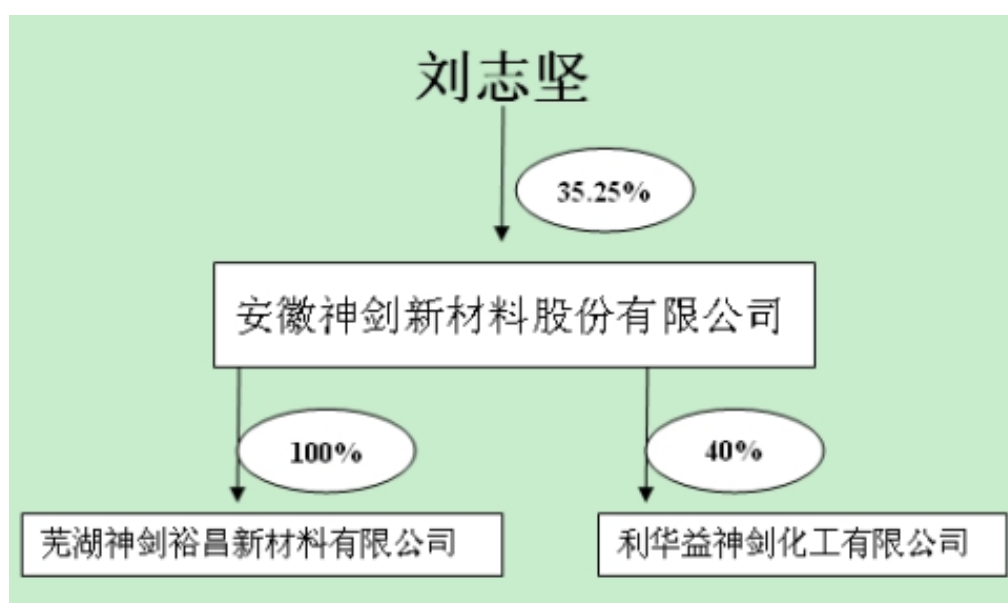 刘志坚
35.25%
安徽神剑新材料股份有限公司
100%
40%
芜湖神剑裕昌新材料有限公司
利华益神剑化工有限公司